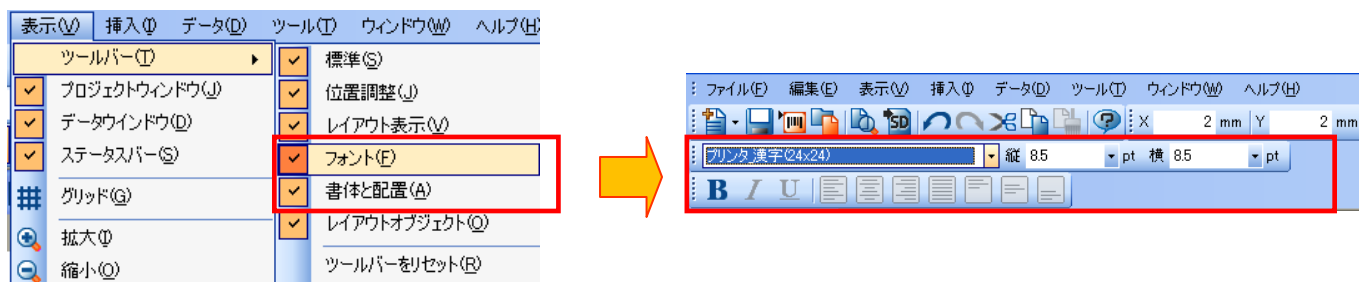 表示(V) 挿入(I) データ(D) ツール(T) ウィンドウ(W) ヘルプ(H)
ツールバー(T)
プロジェクトウィンドウ(J)
データウインドウ(D)
ステータスバー(S)
グリッド(G)
拡大(I)
縮小(O)
標準(S)
位置調整(J)
レイアウト表示(V)
フォント(F)
書体と配置(A)
レイアウトオブジェクト(O)
ツールバーをリセット(R)
ファイル(F) 編集(E) 表示(V) 挿入(I) データ(D) ツール(T) ウィンドウ(W) ヘルプ(H)
SD X 2 mm Y 2 mm
プリンタ漢字(24x24) 縦 8.5 pt 横 8.5 pt
B I U